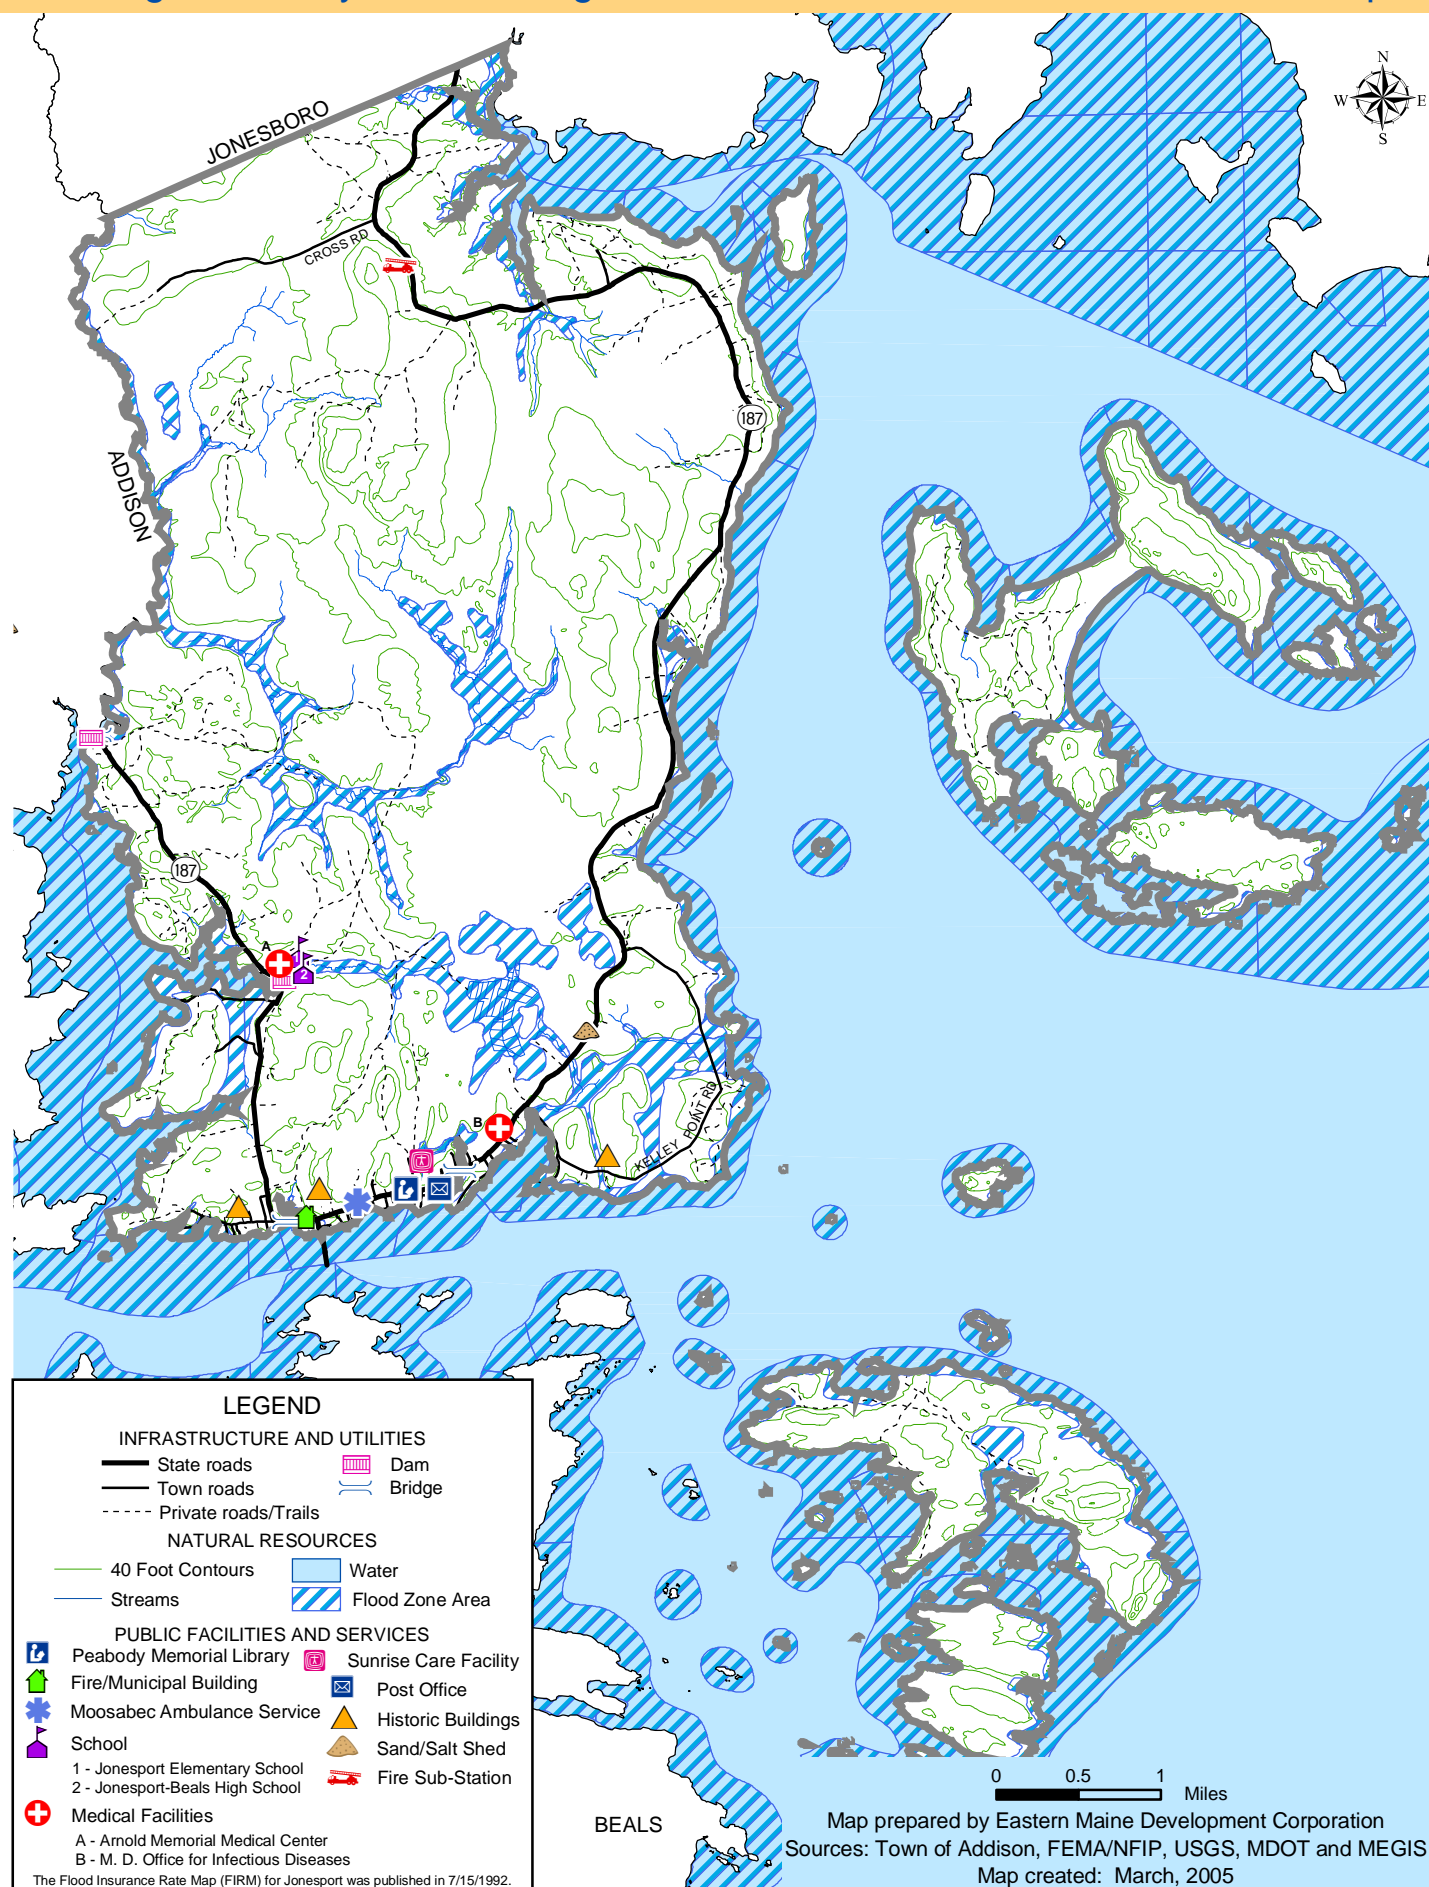 N
W E
S
JONESBORO
CROSS RD
187
ADDISON
187
A
1
2
B
KELLEY POINT RD
LEGEND
INFRASTRUCTURE AND UTILITIES
State roads
Dam
Town roads
Bridge
Private roads/Trails
NATURAL RESOURCES
40 Foot Contours
Water
Streams
Flood Zone Area
PUBLIC FACILITIES AND SERVICES
Peabody Memorial Library
Sunrise Care Facility
Fire/Municipal Building
Post Office
Moosabec Ambulance Service
Historic Buildings
School
Sand/Salt Shed
1 - Jonesport Elementary School
2 - Jonesport-Beals High School
Fire Sub-Station
Medical Facilities
A - Arnold Memorial Medical Center
B - M. D. Office for Infectious Diseases
The Flood Insurance Rate Map (FIRM) for Jonesport was published in 7/15/1992.
BEALS
0 0.5 1
Miles
Map prepared by Eastern Maine Development Corporation
Sources: Town of Addison, FEMA/NFIP, USGS, MDOT and MEGIS
Map created: March, 2005